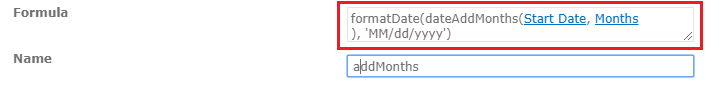 Formula
formatDate(dateAddMonths(Start Date, Months
), 'MM/dd/yyyy')
Name
addMonths